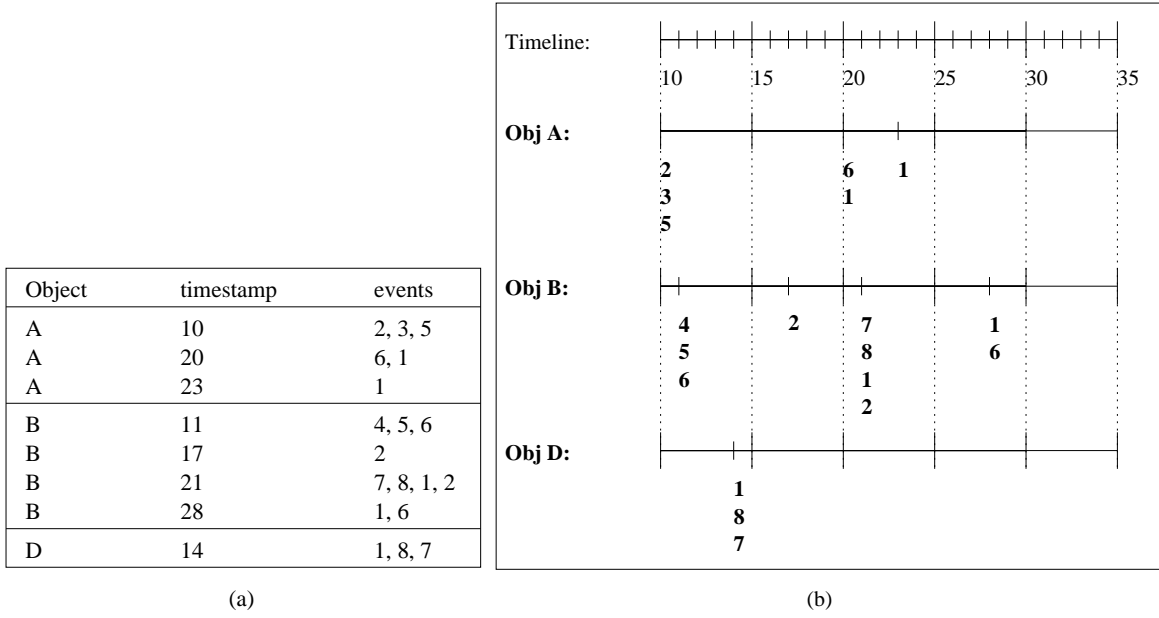 Object timestamp events
A 10 2, 3, 5
A 20 6, 1
A 23 1
B 11 4, 5, 6
B 17 2
B 21 7, 8, 1, 2
B 28 1, 6
D 14 1, 8, 7
(a)
Timeline:
10 15 20 25 30 35
Obj A:
2 6 1
3 1
5
Obj B:
4 2 7 1
5 8 6
6 1
2
Obj D:
1
8
7
(b)